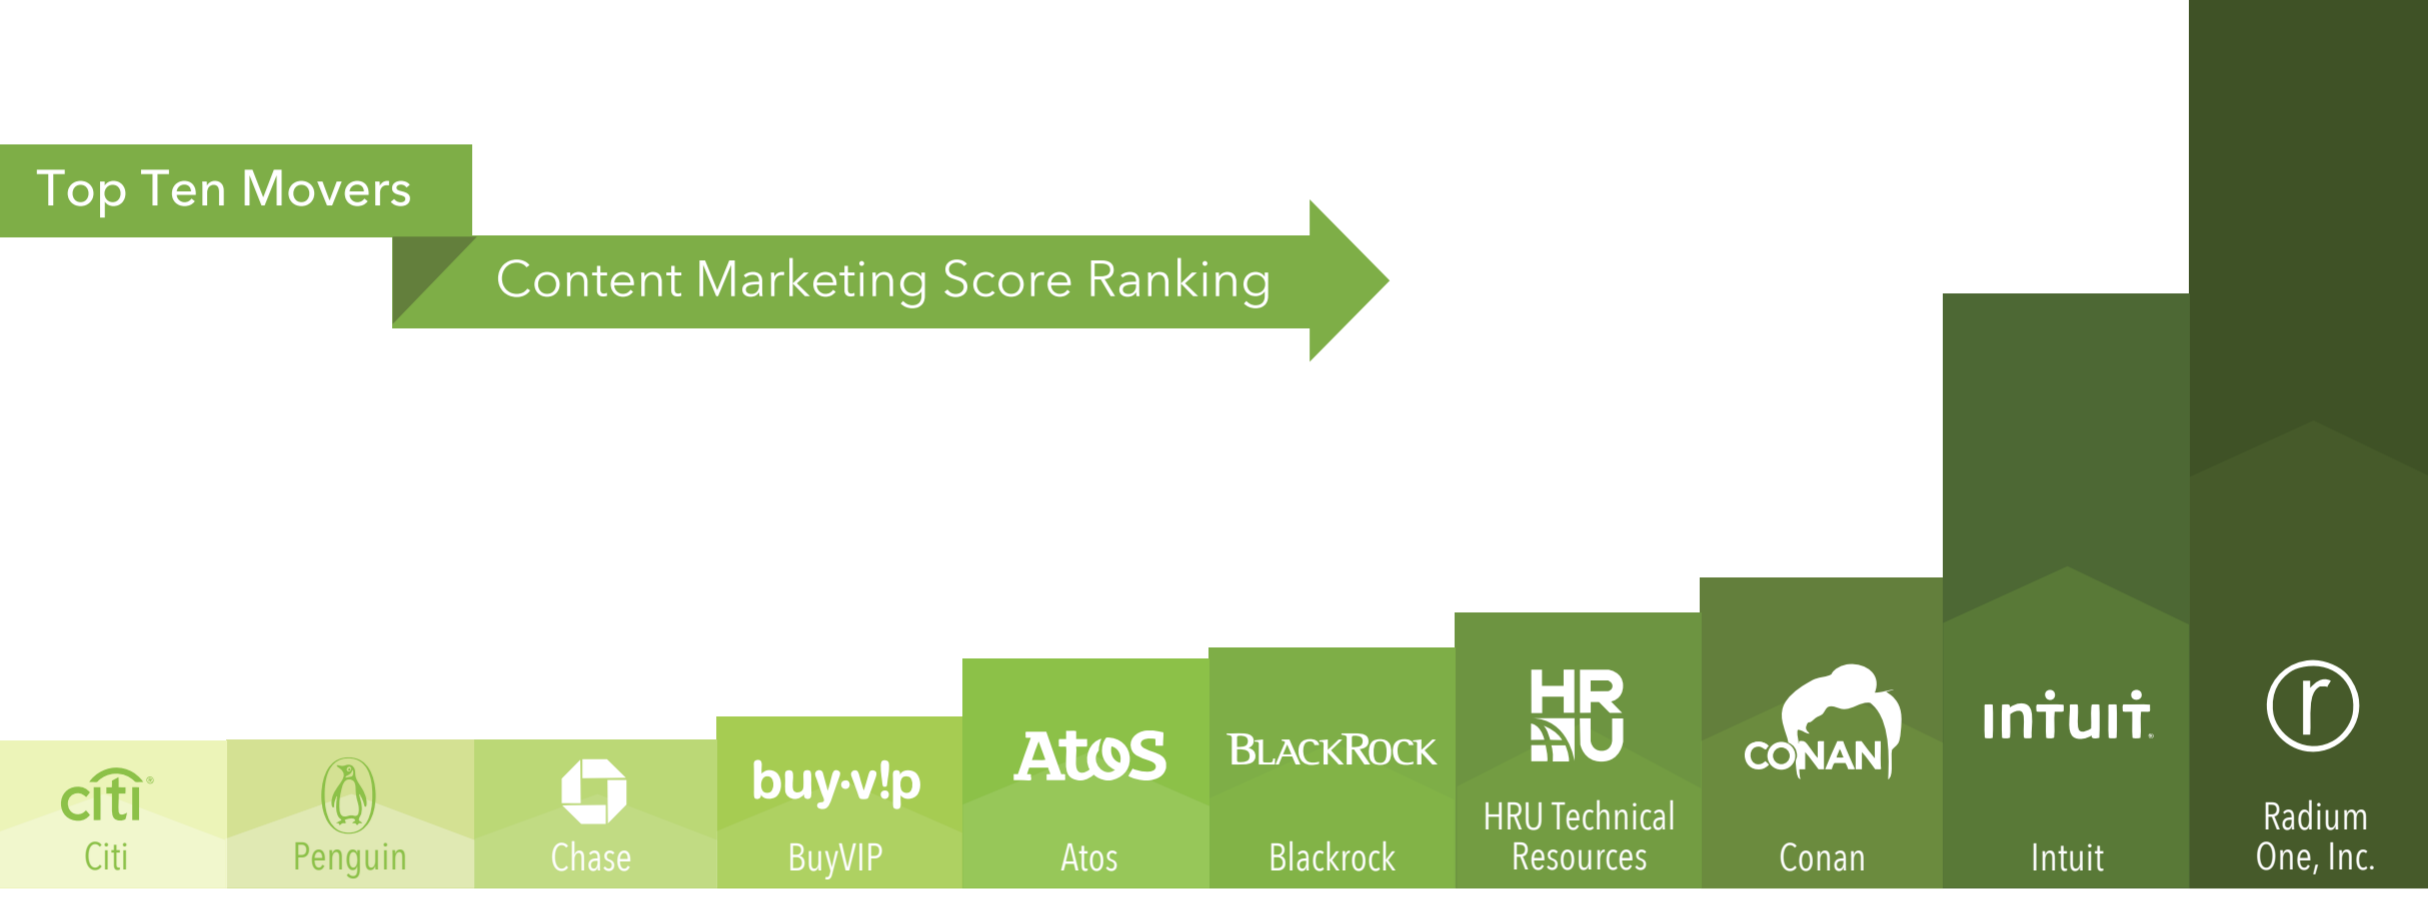 Top Ten Movers
Content Marketing Score Ranking
citi®
Citi
Penguin
Chase
buy·v!p
BuyVIP
Atos
Atos
BLACKROCK
Blackrock
HR
U
HRU Technical
Resources
CONAN
Conan
intuit
Intuit
r
Radium
One, Inc.